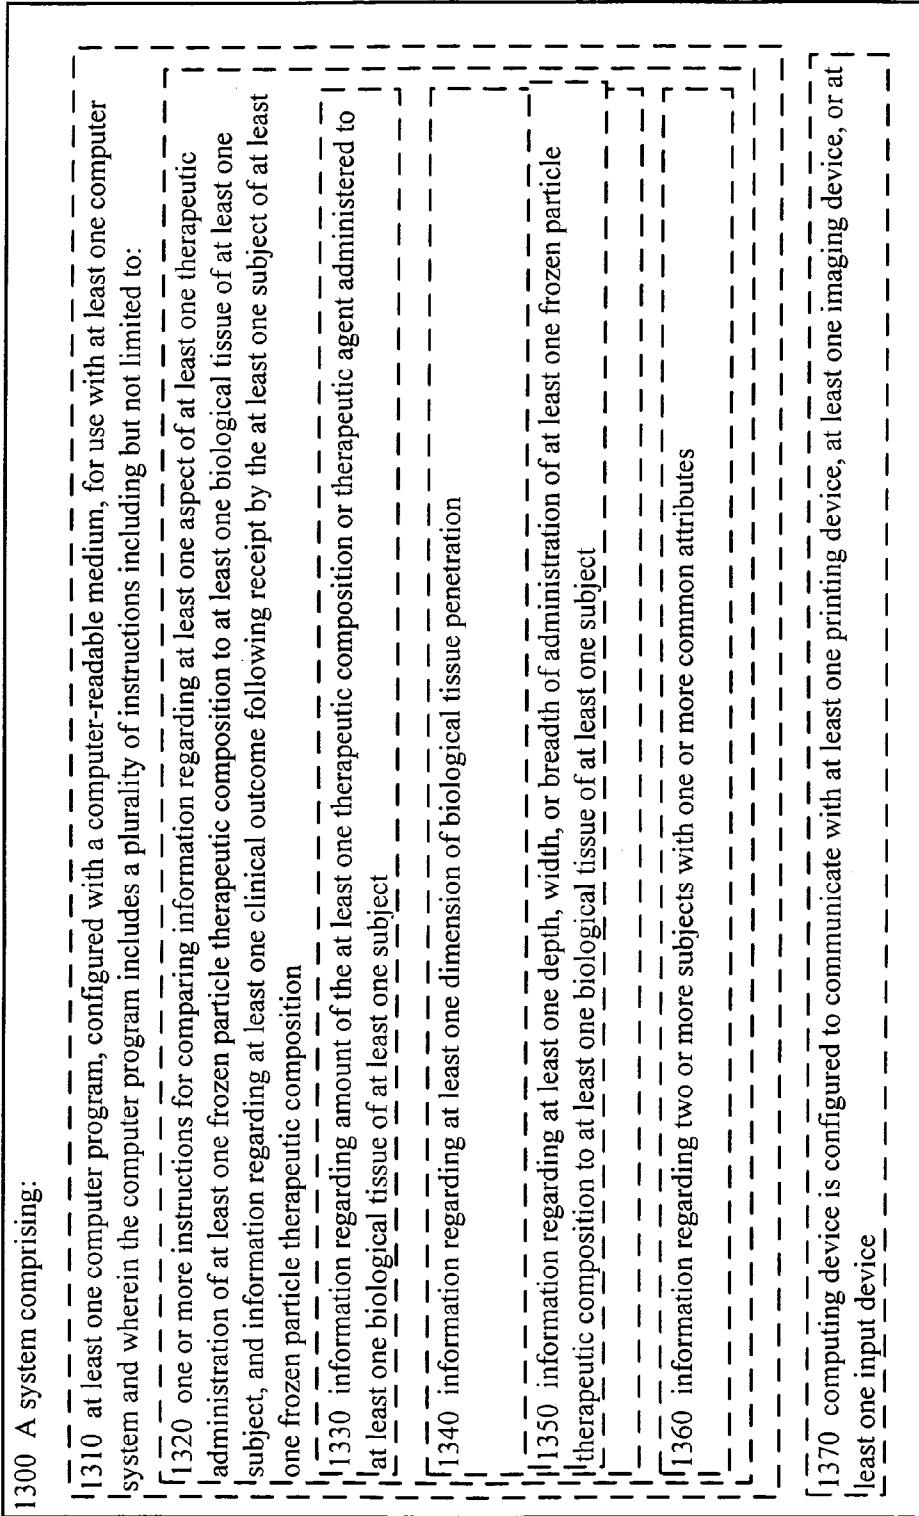 1300 A system comprising:
1310 at least one computer program, configured with a computer-readable medium, for use with at least one computer
system and wherein the computer program includes a plurality of instructions including but not limited to:
1320 one or more instructions for comparing information regarding at least one aspect of at least one therapeutic
administration of at least one frozen particle therapeutic composition to at least one biological tissue of at least one
subject, and information regarding at least one clinical outcome following receipt by the at least one subject of at least
one frozen particle therapeutic composition
1330 information regarding amount of the at least one therapeutic composition or therapeutic agent administered to
at least one biological tissue of at least one subject
1340 information regarding at least one dimension of biological tissue penetration
1350 information regarding at least one depth, width, or breadth of administration of at least one frozen particle
therapeutic composition to at least one biological tissue of at least one subject
1360 information regarding two or more subjects with one or more common attributes
1370 computing device is configured to communicate with at least one printing device, at least one imaging device, or at
least one input device